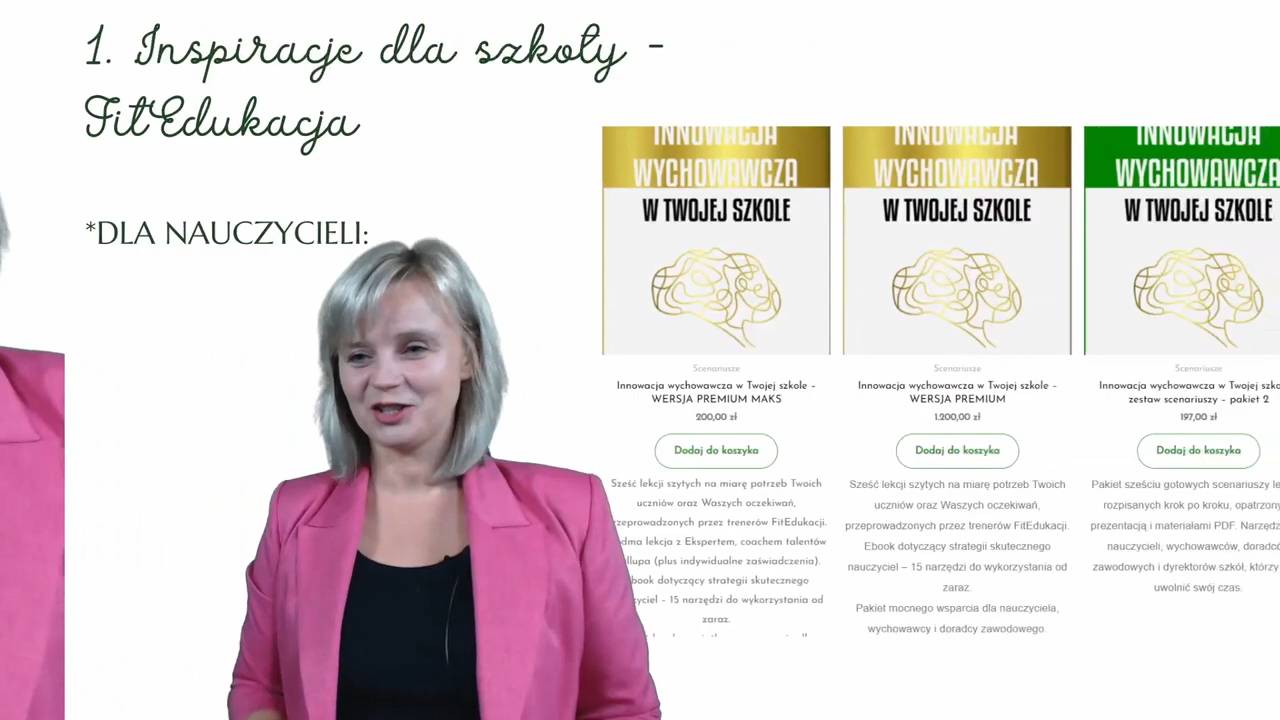 1. Inspiracje dla szkoły -
FitEdukacja
*DLA NAUCZYCIELI:
INNOWACJA
WYCHOWAWCZA
W TWOJEJ SZKOLE
Scenariusze
Innowacja wychowawcza w Twojej szkole –
WERSJA PREMIUM MAKS
200,00 zł
Dodaj do koszyka
Sześć lekcji szytych na miarę potrzeb Twoich
uczniów oraz Waszych oczekiwań,
przeprowadzonych przez trenerów FitEdukacji.
lekcja z Ekspertem, coachem talentów
(plus indywidualne zaświadczenia).
dotyczący strategii skutecznego
– 15 narzędzi do wykorzystania od
zaraz.
INNOWACJA
WYCHOWAWCZA
W TWOJEJ SZKOLE
Scenariusze
Innowacja wychowawcza w Twojej szkole –
WERSJA PREMIUM
1.200,00 zł
Dodaj do koszyka
Sześć lekcji szytych na miarę potrzeb Twoich
uczniów oraz Waszych oczekiwań,
przeprowadzonych przez trenerów FitEdukacji.
Ebook dotyczący strategii skutecznego
nauczyciel – 15 narzędzi do wykorzystania od
zaraz.
Pakiet mocnego wsparcia dla nauczyciela,
wychowawcy i doradcy zawodowego.
INNOWACJA
WYCHOWAWCZA
W TWOJEJ SZKOLE
Scenariusze
Innowacja wychowawcza w Twojej
zestaw scenariuszy – pakiet 2
197,00 zł
Dodaj do koszyka
Pakiet sześciu gotowych scenariuszy
rozpisanych krok po kroku,
prezentacją i materiałami PDF.
nauczycieli, wychowawców,
zawodowych i dyrektorów szkół,
uwolnić swój czas.